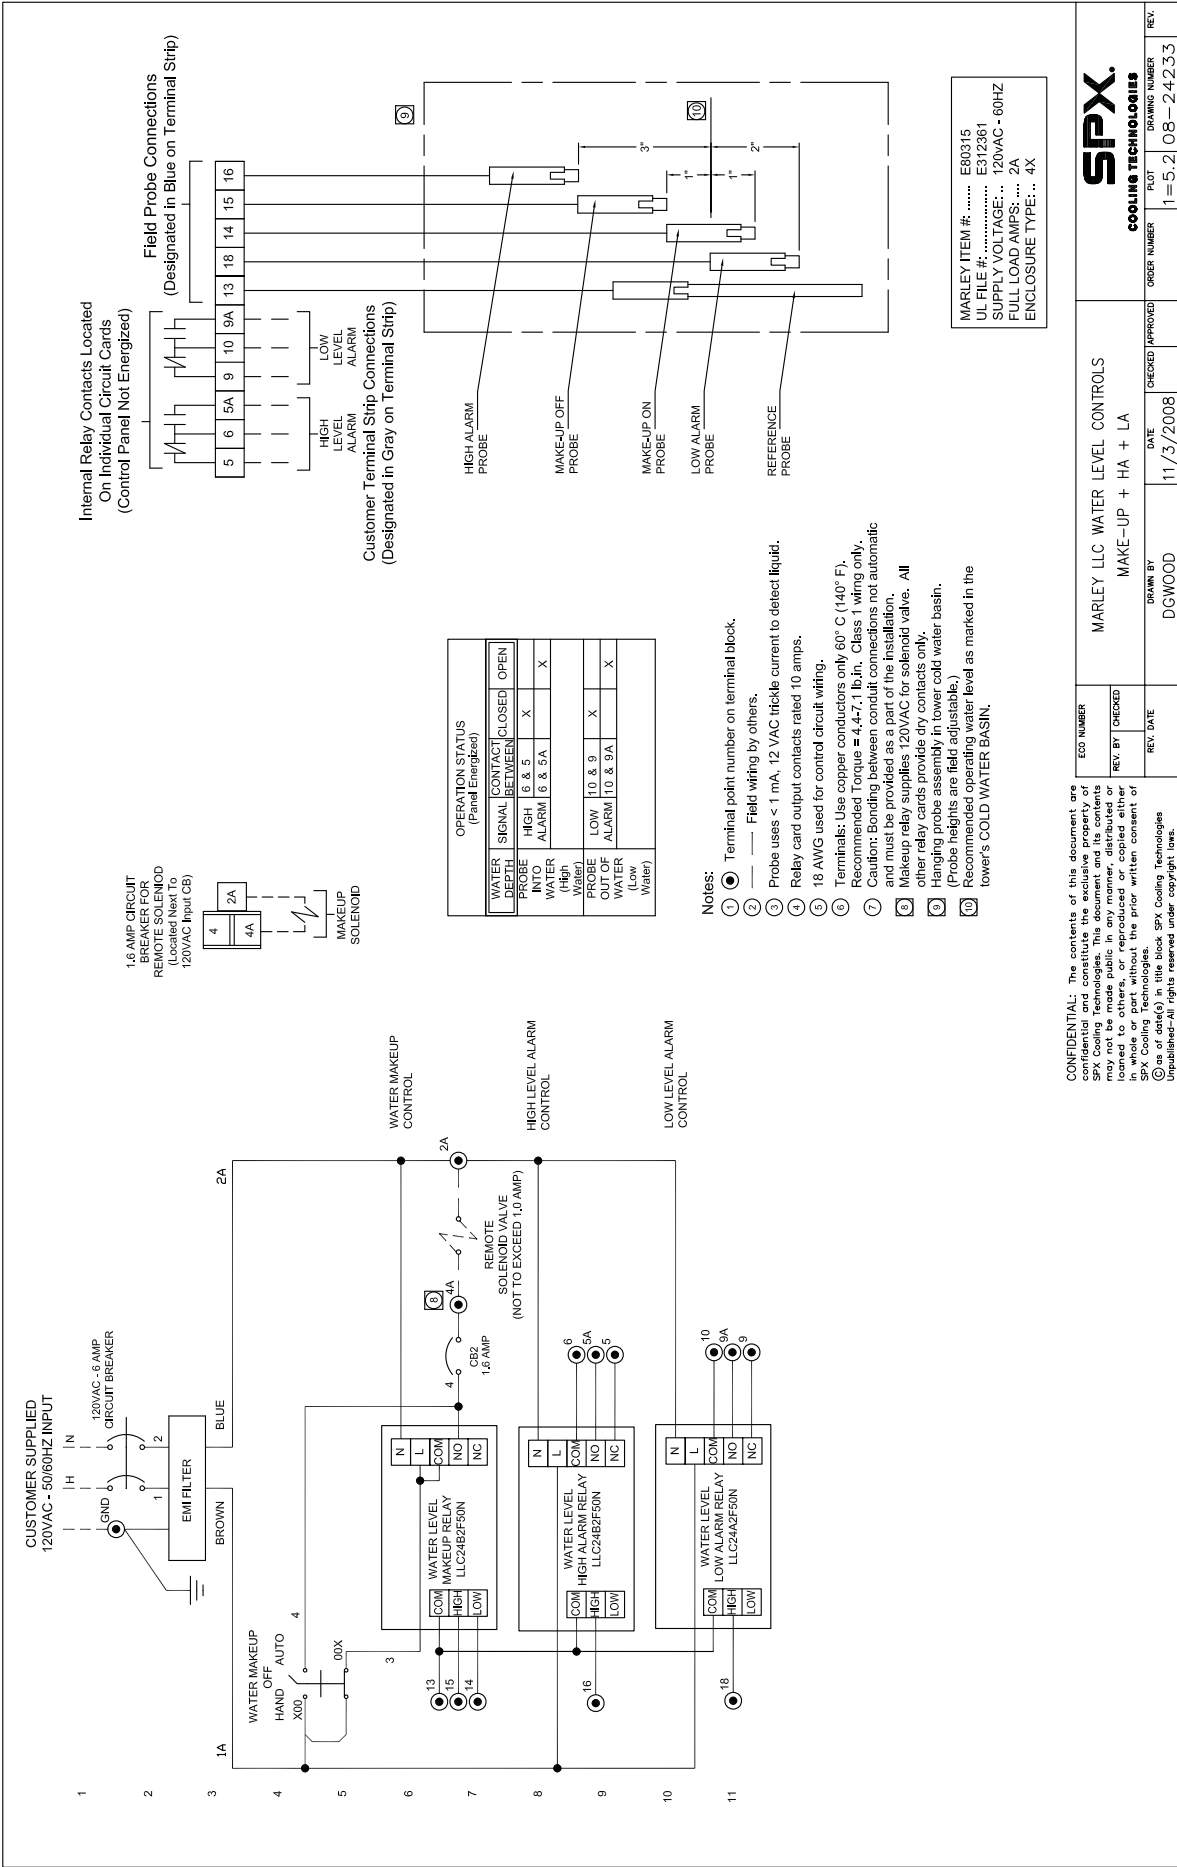 CUSTOMER SUPPLIED
120VAC - 50/60HZ INPUT
H
N
GND
120VAC - 6 AMP
CIRCUIT BREAKER
1
2
EMI FILTER
BROWN
BLUE
1A
2A
1
2
3
4
5
6
7
8
9
10
11
WATER MAKEUP
OFF
HAND
AUTO
X00
00X
4
3
13
15
14
COM
HIGH
LOW
WATER LEVEL
MAKEUP RELAY
LLC24B2F50N
N
L
COM
NO
NC
4
CB2
1.6 AMP
8
4A
2A
REMOTE
SOLENOID VALVE
(NOT TO EXCEED 1.0 AMP)
WATER MAKEUP
CONTROL
16
COM
HIGH
LOW
WATER LEVEL
HIGH ALARM RELAY
LLC24B2F50N
N
L
COM
NO
NC
6
5A
5
HIGH LEVEL ALARM
CONTROL
18
COM
HIGH
LOW
WATER LEVEL
LOW ALARM RELAY
LLC24A2F50N
N
L
COM
NO
NC
10
9A
9
LOW LEVEL ALARM
CONTROL
1.6 AMP CIRCUIT
BREAKER FOR
REMOTE SOLENIOD
(Located Next To
120VAC Input CB)
4
2A
4A
MAKEUP
SOLENOID
Internal Relay Contacts Located
On Individual Circuit Cards
(Control Panel Not Energized)
Field Probe Connections
(Designated in Blue on Terminal Strip)
5
6
5A
9
10
9A
13
18
14
15
16
HIGH
LEVEL
ALARM
LOW
LEVEL
ALARM
Customer Terminal Strip Connections
(Designated in Gray on Terminal Strip)
9
HIGH ALARM
PROBE
MAKE-UP OFF
PROBE
MAKE-UP ON
PROBE
LOW ALARM
PROBE
REFERENCE
PROBE
3"
1"
1"
2"
10
OPERATION STATUS
(Panel Energized)
WATER DEPTH
SIGNAL
CONTACT BETWEEN
CLOSED
OPEN
PROBE INTO WATER (High Water)
HIGH ALARM
6 & 5
X
6 & 5A
X
PROBE OUT OF WATER (Low Water)
LOW ALARM
10 & 9
X
10 & 9A
X
Notes:
1 Terminal point number on terminal block.
2 Field wiring by others.
3 Probe uses < 1 mA, 12 VAC trickle current to detect liquid.
4 Relay card output contacts rated 10 amps.
5 18 AWG used for control circuit wiring.
6 Terminals: Use copper conductors only 60° C (140° F).
Recommended Torque = 4.4-7.1 lb.in. Class 1 wirng only.
7 Caution: Bonding between conduit connections not automatic
and must be provided as a part of the installation.
8 Makeup relay supplies 120VAC for solenoid valve. All
other relay cards provide dry contacts only.
9 Hanging probe assembly in tower cold water basin.
(Probe heights are field adjustable.)
10 Recommended operating water level as marked in the
tower's COLD WATER BASIN.
MARLEY ITEM #: ....... E80315
UL FILE #: .............. E312361
SUPPLY VOLTAGE: .. 120vAC - 60HZ
FULL LOAD AMPS: .... 2A
ENCLOSURE TYPE: .. 4X
CONFIDENTIAL: The contents of this document are
confidential and constitute the exclusive property of
SPX Cooling Technologies. This document and its contents
may not be made public in any manner, distributed or
loaned to others, or reproduced or copied either
in whole or part without the prior written consent of
SPX Cooling Technologies.
© as of date(s) in title block SPX Cooling Technologies
Unpublished-All rights reserved under copyright laws.
ECO NUMBER
REV. BY
CHECKED
REV. DATE
MARLEY LLC WATER LEVEL CONTROLS
MAKE-UP + HA + LA
DRAWN BY
DGWOOD
DATE
11/3/2008
CHECKED
APPROVED
SPX.
COOLING TECHNOLOGIES
ORDER NUMBER
PLOT
1=5.2
DRAWING NUMBER
08-24233
REV.